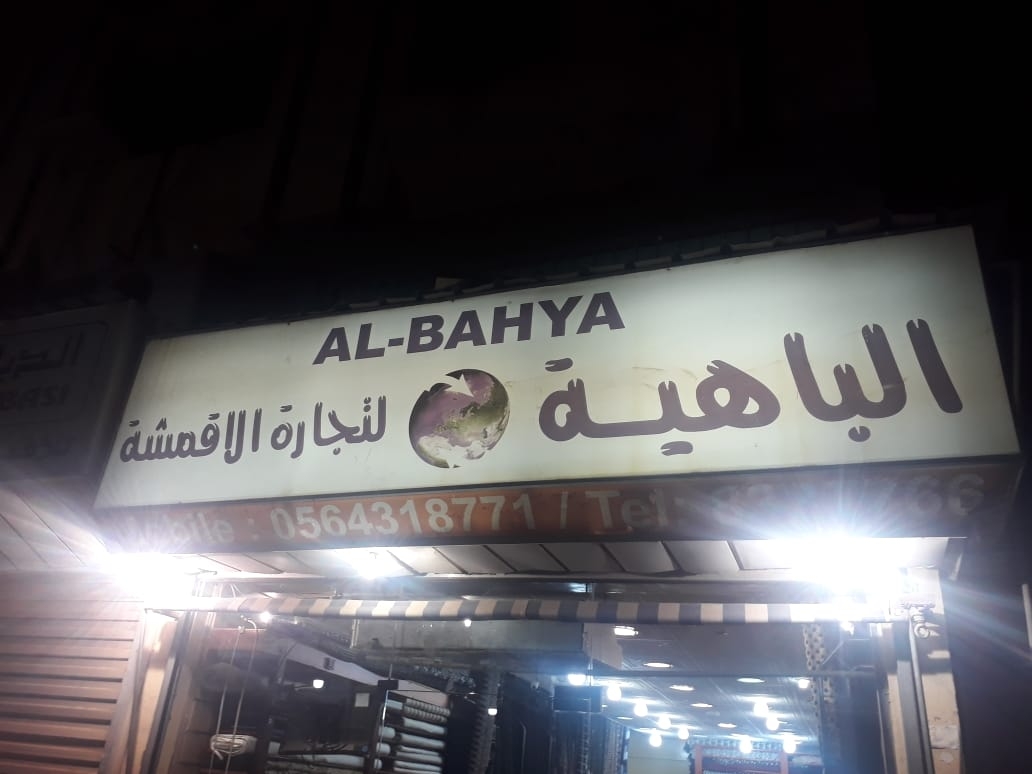 AL-BAHYA
الباهية لتجارة الاقمشة
Mobile : 0564318771 / Tel